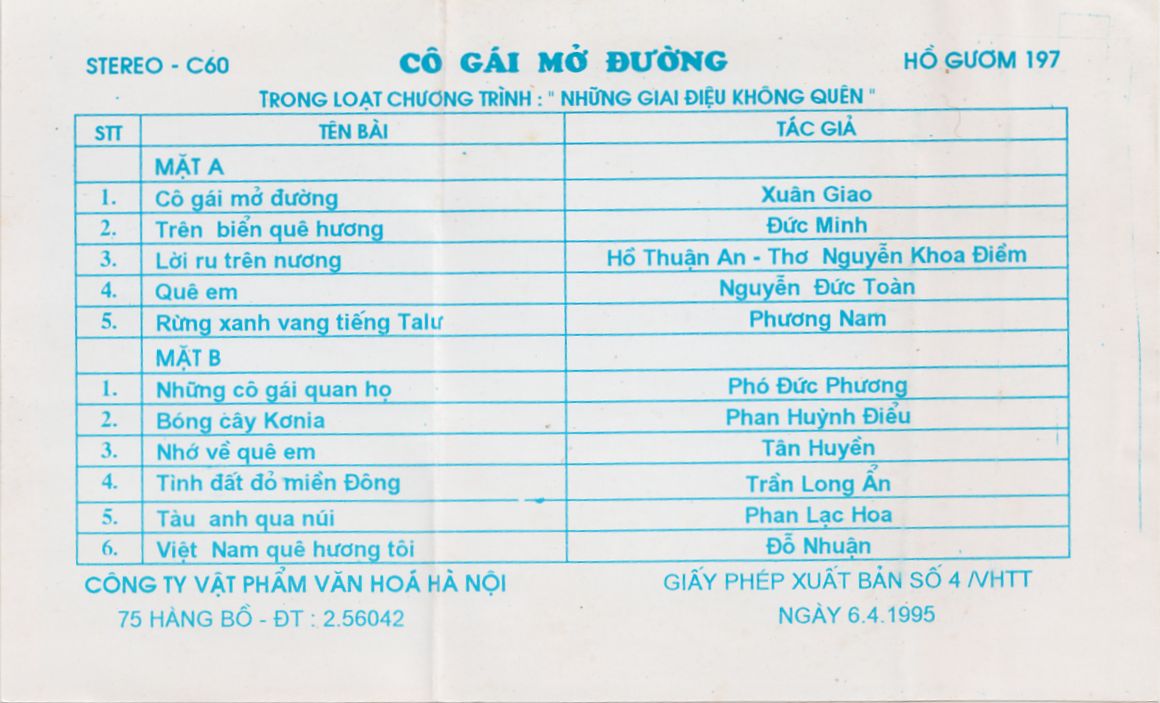 STEREO - C60 CÔ GÁI MỞ ĐƯỜNG HỒ GƯƠM 197
TRONG LOẠT CHƯƠNG TRÌNH : " NHỮNG GIAI ĐIỆU KHÔNG QUÊN "
STT TÊN BÀI TÁC GIẢ
MẶT A
1. Cô gái mở đường Xuân Giao
2. Trên biển quê hương Đức Minh
3. Lời ru trên nương Hồ Thuận An - Thơ Nguyễn Khoa Điềm
4. Quê em Nguyễn Đức Toàn
5. Rừng xanh vang tiếng Talư Phương Nam
MẶT B
1. Những cô gái quan họ Phó Đức Phương
2. Bóng cây Kơnia Phan Huỳnh Điểu
3. Nhớ về quê em Tân Huyền
4. Tình đất đỏ miền Đông Trần Long Ẩn
5. Tàu anh qua núi Phan Lạc Hoa
6. Việt Nam quê hương tôi Đỗ Nhuận
CÔNG TY VẬT PHẨM VĂN HOÁ HÀ NỘI GIẤY PHÉP XUẤT BẢN SỐ 4 /VHTT
75 HÀNG BỒ - ĐT : 2.56042 NGÀY 6.4.1995